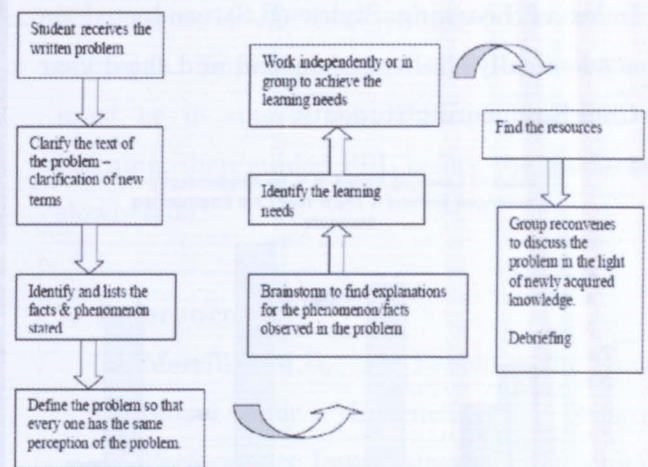 Student receives the
written problem
Clarify the text of
the problem –
clarification of new
terms
Identify and lists the
facts & phenomenon
stated
Define the problem so that
every one has the same
perception of the problem.
Brainstorm to find explanations
for the phenomenon/facts
observed in the problem
Identify the learning
needs
Work independently or in
group to achieve the
learning needs
Find the resources
Group reconvenes
to discuss the
problem in the light
of newly acquired
knowledge.
Debriefing